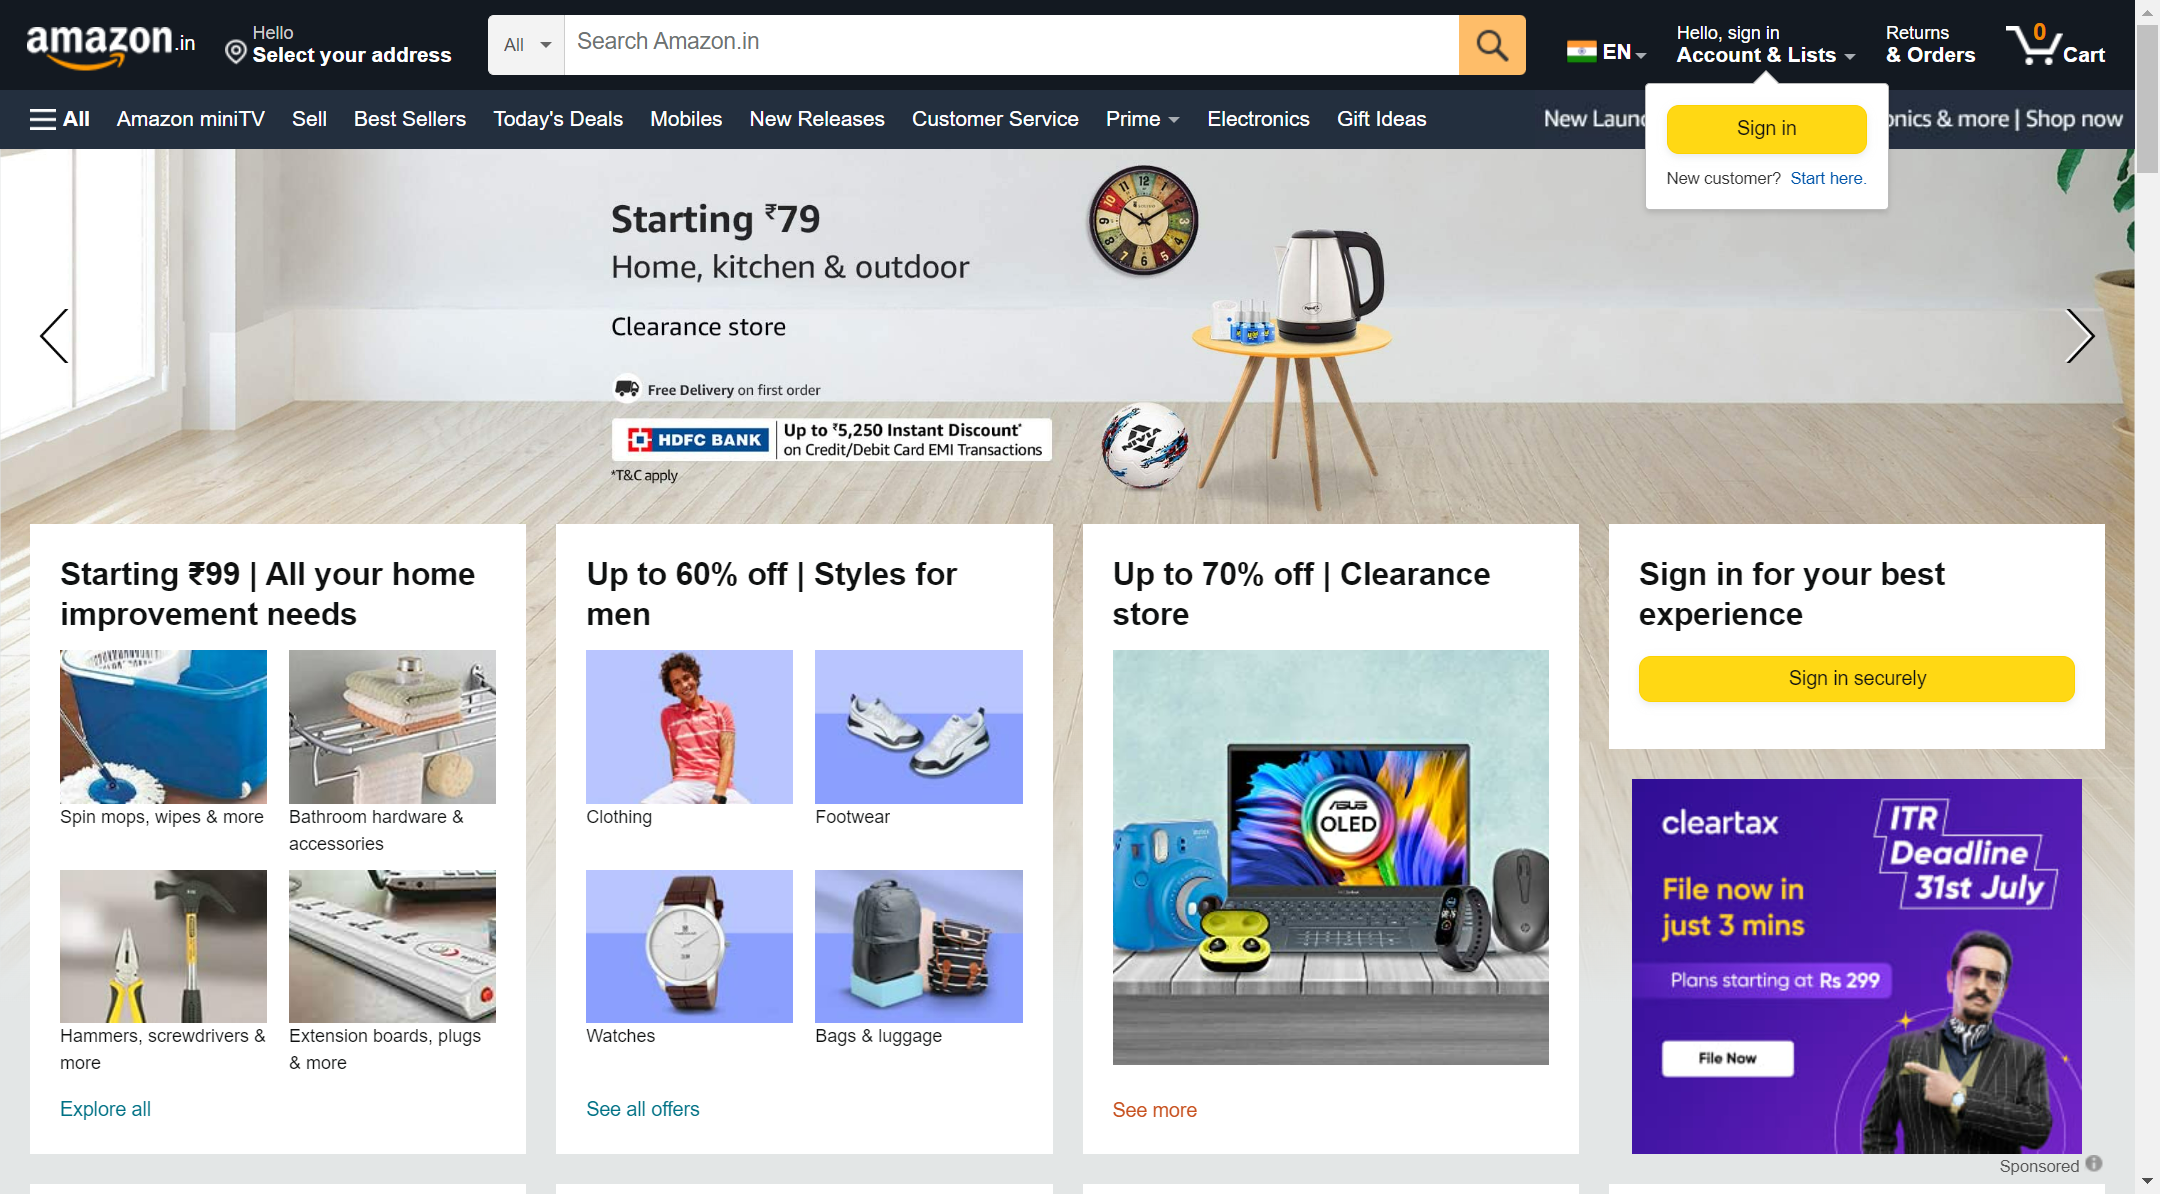 amazon.in
Hello
Select your address
All
Search Amazon.in
EN
Hello, sign in
Account & Lists
Returns
& Orders
0
Cart
All
Amazon miniTV
Sell
Best Sellers
Today's Deals
Mobiles
New Releases
Customer Service
Prime
Electronics
Gift Ideas
New Laun
onics & more | Shop now
Sign in
New customer? Start here.
Starting ₹79
Home, kitchen & outdoor
Clearance store
Free Delivery on first order
HDFC BANK
Up to ₹5,250 Instant Discount*
on Credit/Debit Card EMI Transactions
*T&C apply
NIVIA
Starting ₹99 | All your home
improvement needs
Spin mops, wipes & more
Bathroom hardware &
accessories
Hammers, screwdrivers &
more
Extension boards, plugs
& more
Explore all
Up to 60% off | Styles for
men
Clothing
Footwear
Watches
Bags & luggage
See all offers
Up to 70% off | Clearance
store
ASUS
OLED
See more
Sign in for your best
experience
Sign in securely
cleartax
ITR
Deadline
31st July
File now in
just 3 mins
Plans starting at Rs 299
File Now
Sponsored